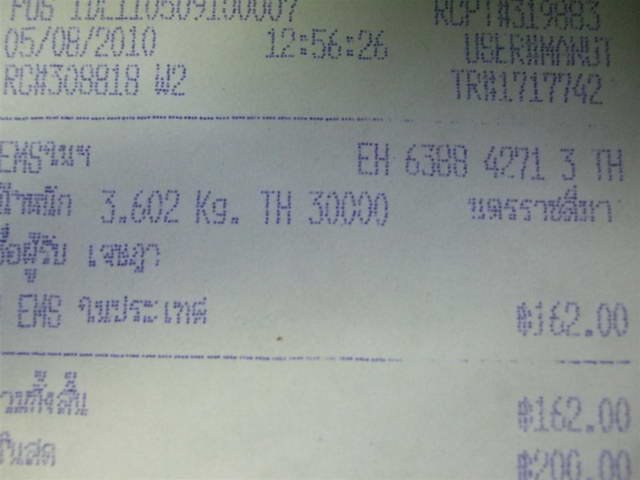 POS IDL110509100007 RCPT#319883
05/08/2010 12:56:26 USER#MANUT
RC#308818 W2 TR#1717742
EMSในฯ EH 6388 4271 3 TH
น้ำหนัก 3.602 Kg. TH 30000 นครราชสีมา
ชื่อผู้รับ เจษฎา
EMS ในประเทศ ฿162.00
รวมทั้งสิ้น ฿162.00
เงินสด ฿200.00